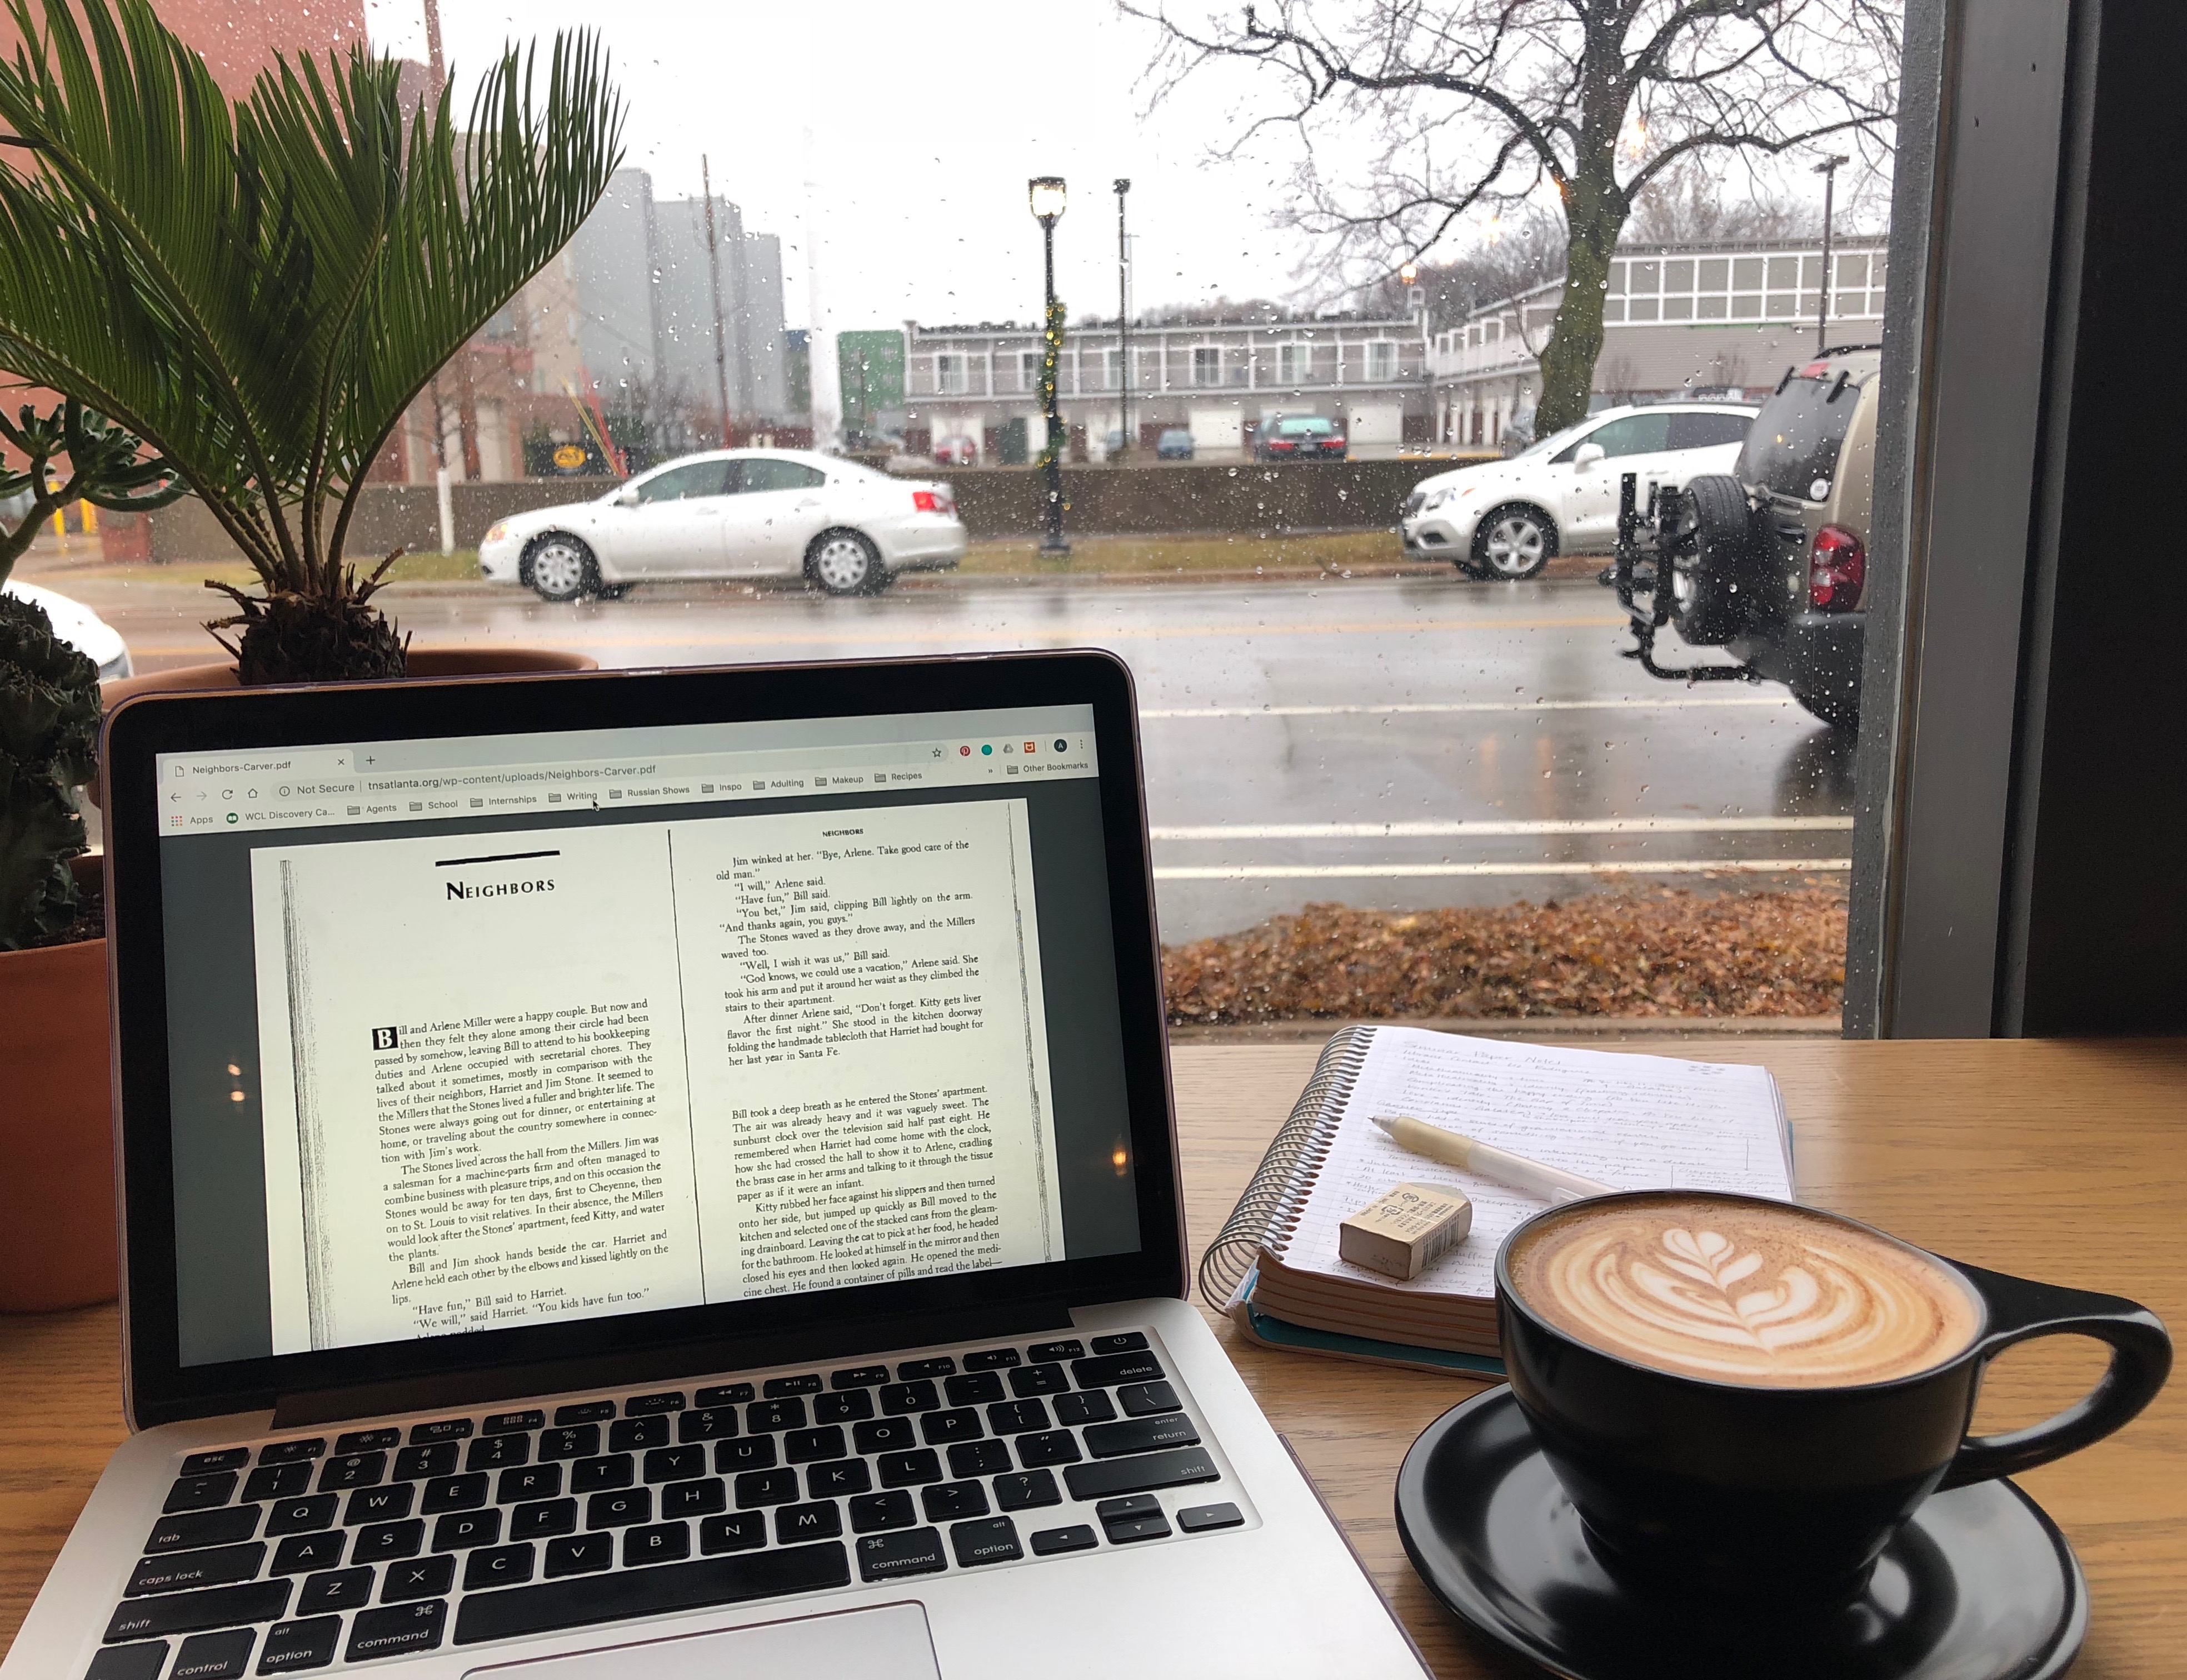 Neighbors-Carver.pdf
Not Secure | tnsatlanta.org/wp-content/uploads/Neighbors-Carver.pdf
Apps WCL Discovery Ca... Agents School Internships Writing Russian Shows Inspo Adulting Makeup Recipes » Other Bookmarks
NEIGHBORS
Bill and Arlene Miller were a happy couple. But now and
then they felt they alone among their circle had been
passed by somehow, leaving Bill to attend to his bookkeeping
duties and Arlene occupied with secretarial chores. They
talked about it sometimes, mostly in comparison with the
lives of their neighbors, Harriet and Jim Stone. It seemed to
the Millers that the Stones lived a fuller and brighter life. The
Stones were always going out for dinner, or entertaining at
home, or traveling about the country somewhere in connec-
tion with Jim's work.
The Stones lived across the hall from the Millers. Jim was
a salesman for a machine-parts firm and often managed to
combine business with pleasure trips, and on this occasion the
Stones would be away for ten days, first to Cheyenne, then
on to St. Louis to visit relatives. In their absence, the Millers
would look after the Stones' apartment, feed Kitty, and water
the plants.
Bill and Jim shook hands beside the car. Harriet and
Arlene held each other by the elbows and kissed lightly on the
lips.
"Have fun," Bill said to Harriet.
"We will," said Harriet. "You kids have fun too."
NEIGHBORS
Jim winked at her. "Bye, Arlene. Take good care of the
old man."
"I will," Arlene said.
"Have fun," Bill said.
"You bet," Jim said, clipping Bill lightly on the arm.
"And thanks again, you guys."
The Stones waved as they drove away, and the Millers
waved too.
"Well, I wish it was us," Bill said.
"God knows, we could use a vacation," Arlene said. She
took his arm and put it around her waist as they climbed the
stairs to their apartment.
After dinner Arlene said, "Don't forget. Kitty gets liver
flavor the first night." She stood in the kitchen doorway
folding the handmade tablecloth that Harriet had bought for
her last year in Santa Fe.
Bill took a deep breath as he entered the Stones' apartment.
The air was already heavy and it was vaguely sweet. The
sunburst clock over the television said half past eight. He
remembered when Harriet had come home with the clock,
how she had crossed the hall to show it to Arlene, cradling
the brass case in her arms and talking to it through the tissue
paper as if it were an infant.
Kitty rubbed her face against his slippers and then turned
onto her side, but jumped up quickly as Bill moved to the
kitchen and selected one of the stacked cans from the gleam-
ing drainboard. Leaving the cat to pick at her food, he headed
for the bathroom. He looked at himself in the mirror and then
closed his eyes and then looked again. He opened the medi-
cine chest. He found a container of pills and read the label—
esc F1 F2 F3 F4 F5 F6 F7 F8 F9 F10 F11 F12
~ ! 1 @ 2 # 3 $ 4 % 5 ^ 6 & 7 * 8 ( 9 ) 0 - + = delete
tab Q W E R T Y U I O P { [ } ] | \
caps lock A S D F G H J K L : ; " ' enter return
shift Z X C V B N M < , > . ? / shift
control alt option ⌘ command ⌘ command alt option